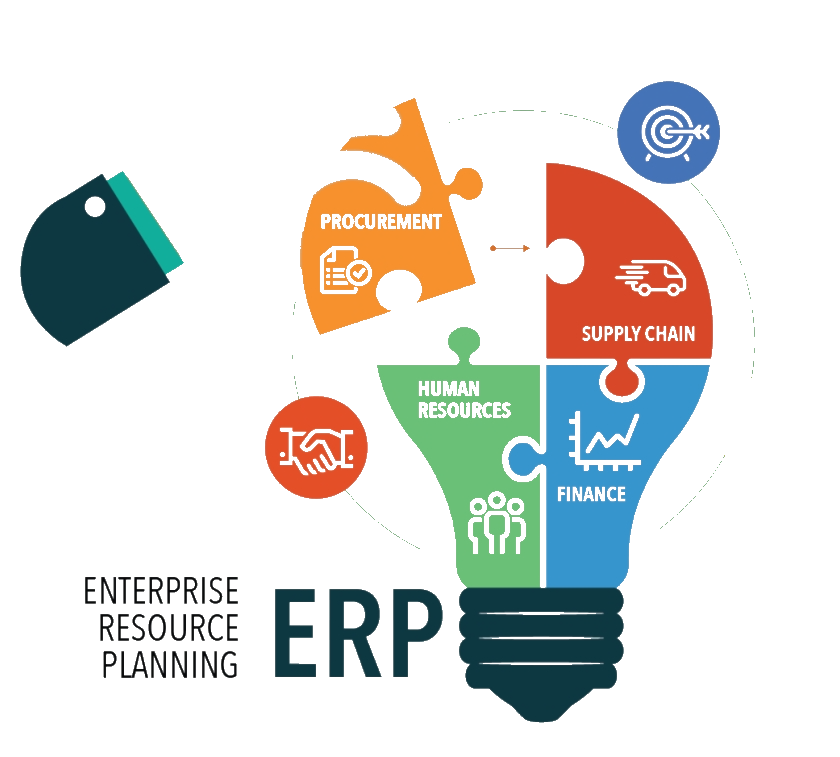 PROCUREMENT
SUPPLY CHAIN
HUMAN
RESOURCES
FINANCE
ENTERPRISE
RESOURCE
PLANNING
ERP